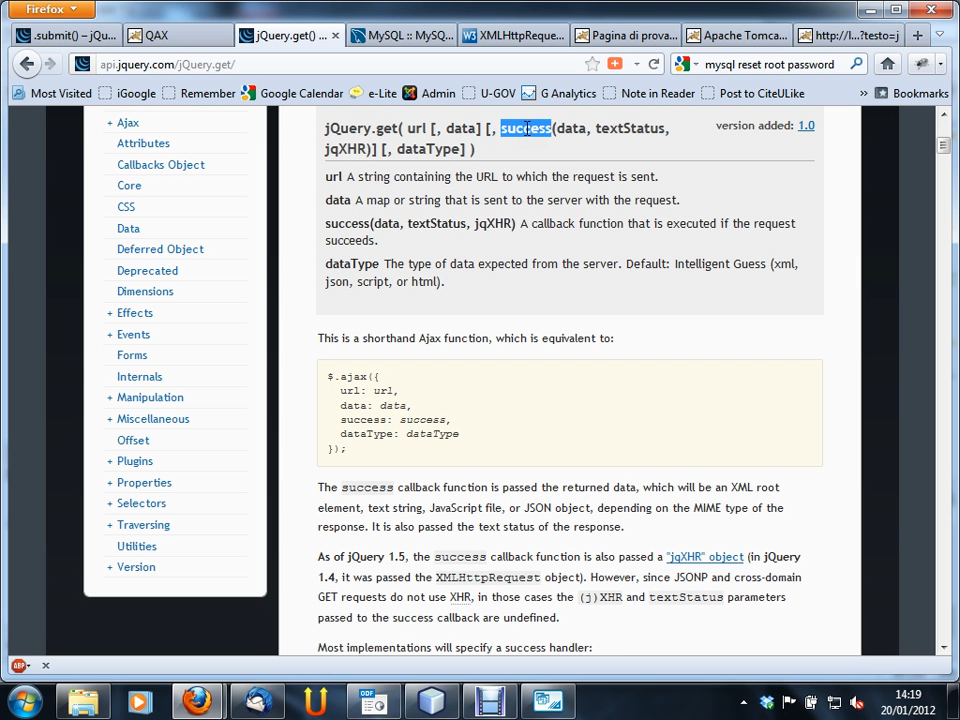 Firefox
.submit() – jQu...
QAX
jQuery.get() ...
MySQL :: MySQ...
XMLHttpReque...
Pagina di prova...
Apache Tomca...
http://l...?testo=j
api.jquery.com/jQuery.get/
mysql reset root password
Most Visited
iGoogle
Remember
Google Calendar
e-Lite
Admin
U-GOV
G Analytics
Note in Reader
Post to CiteULike
»
Bookmarks
+ Ajax
Attributes
Callbacks Object
Core
CSS
Data
Deferred Object
Deprecated
Dimensions
+ Effects
+ Events
Forms
Internals
+ Manipulation
+ Miscellaneous
Offset
+ Plugins
+ Properties
+ Selectors
+ Traversing
Utilities
+ Version
jQuery.get( url [, data] [, success(data, textStatus,
jqXHR)] [, dataType] )
version added: 1.0
url A string containing the URL to which the request is sent.
data A map or string that is sent to the server with the request.
success(data, textStatus, jqXHR) A callback function that is executed if the request
succeeds.
dataType The type of data expected from the server. Default: Intelligent Guess (xml,
json, script, or html).
This is a shorthand Ajax function, which is equivalent to:
$.ajax({
url: url,
data: data,
success: success,
dataType: dataType
});
The success callback function is passed the returned data, which will be an XML root
element, text string, JavaScript file, or JSON object, depending on the MIME type of the
response. It is also passed the text status of the response.
As of jQuery 1.5, the success callback function is also passed a "jqXHR" object (in jQuery
1.4, it was passed the XMLHttpRequest object). However, since JSONP and cross-domain
GET requests do not use XHR, in those cases the (j)XHR and textStatus parameters
passed to the success callback are undefined.
Most implementations will specify a success handler:
ABP
ODF
14:19
20/01/2012